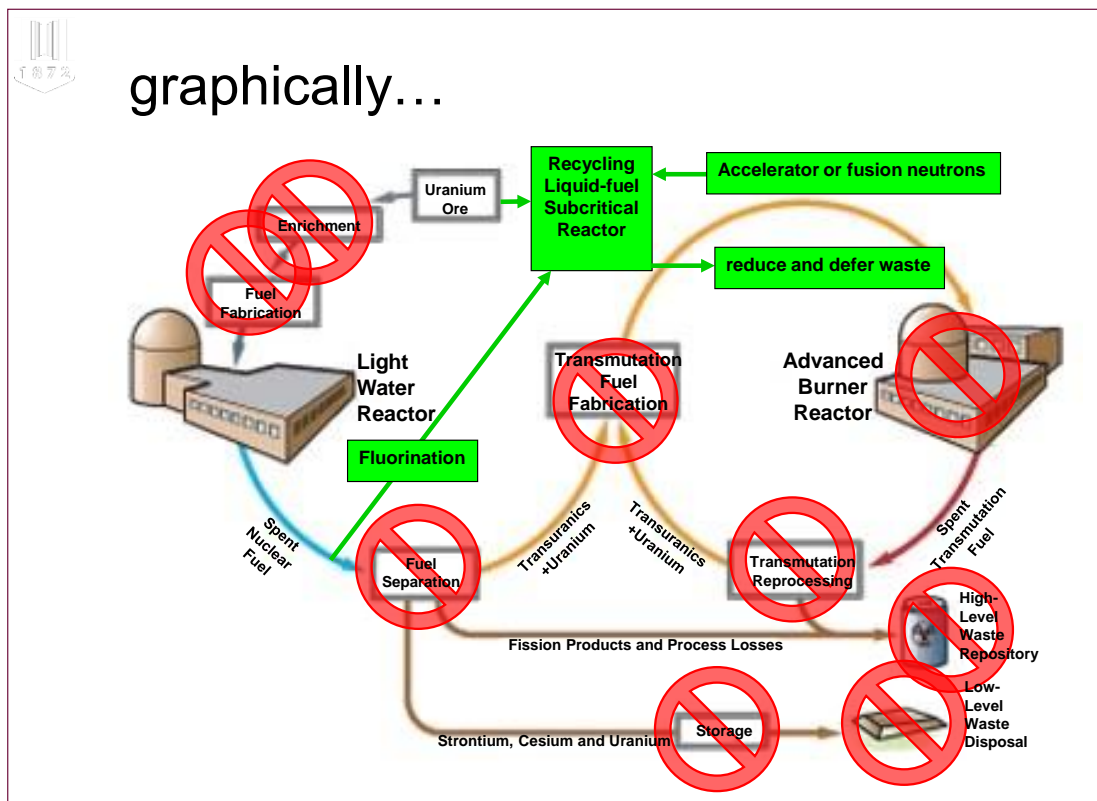 1872
graphically…
Recycling
Liquid-fuel
Subcritical
Reactor
Accelerator or fusion neutrons
Uranium
Ore
Enrichment
reduce and defer waste
Fuel
Fabrication
Light
Water
Reactor
Transmutation
Fuel
Fabrication
Advanced
Burner
Reactor
Fluorination
Spent
Nuclear
Fuel
Fuel
Separation
Transuranics
+Uranium
Transuranics
+Uranium
Transmutation
Reprocessing
Spent
Transmutation
Fuel
High-
Level
Waste
Repository
Fission Products and Process Losses
Low-
Level
Waste
Disposal
Storage
Strontium, Cesium and Uranium